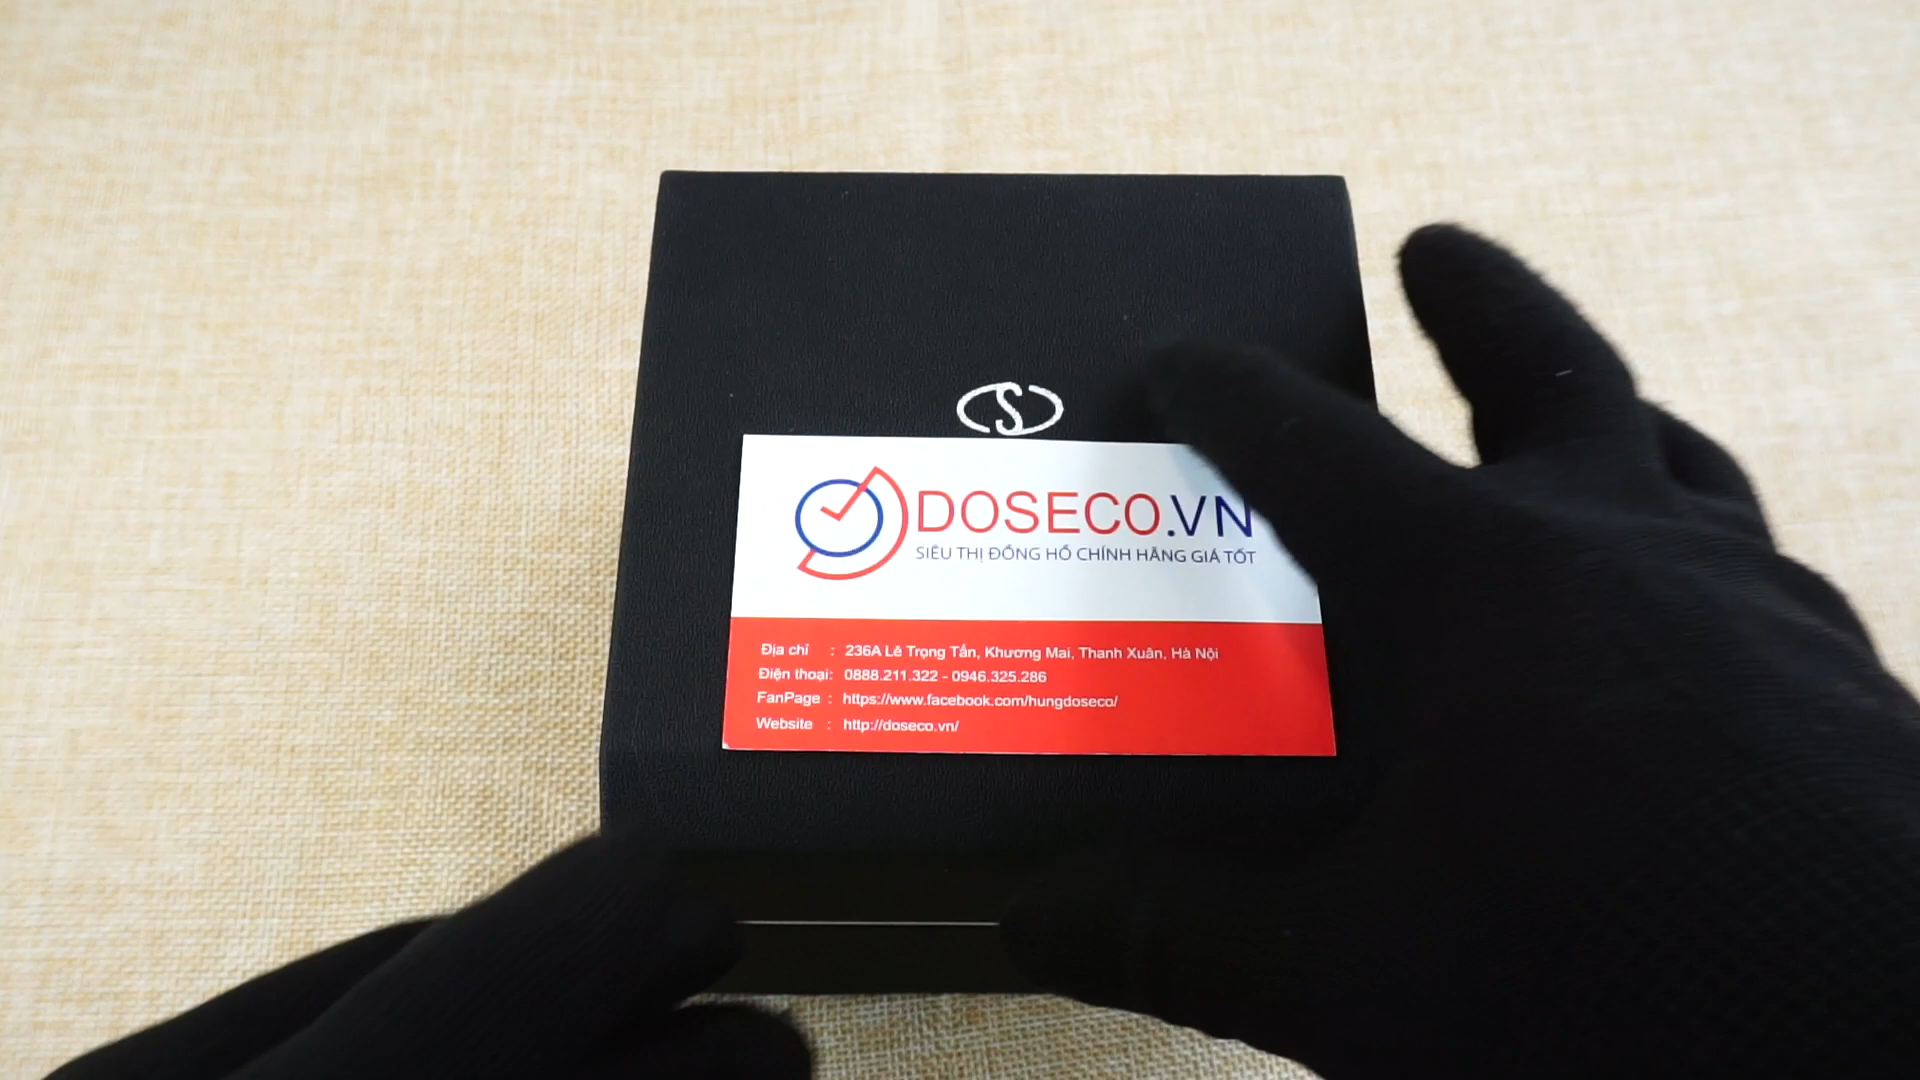 DOSECO.VN
SIÊU THỊ ĐỒNG HỒ CHÍNH HÃNG GIÁ TỐT
Địa chỉ : 236A Lê Trọng Tấn, Khương Mai, Thanh Xuân, Hà Nội
Điện thoại: 0888.211.322 - 0946.325.286
FanPage : https://www.facebook.com/hungdoseco/
Website : http://doseco.vn/